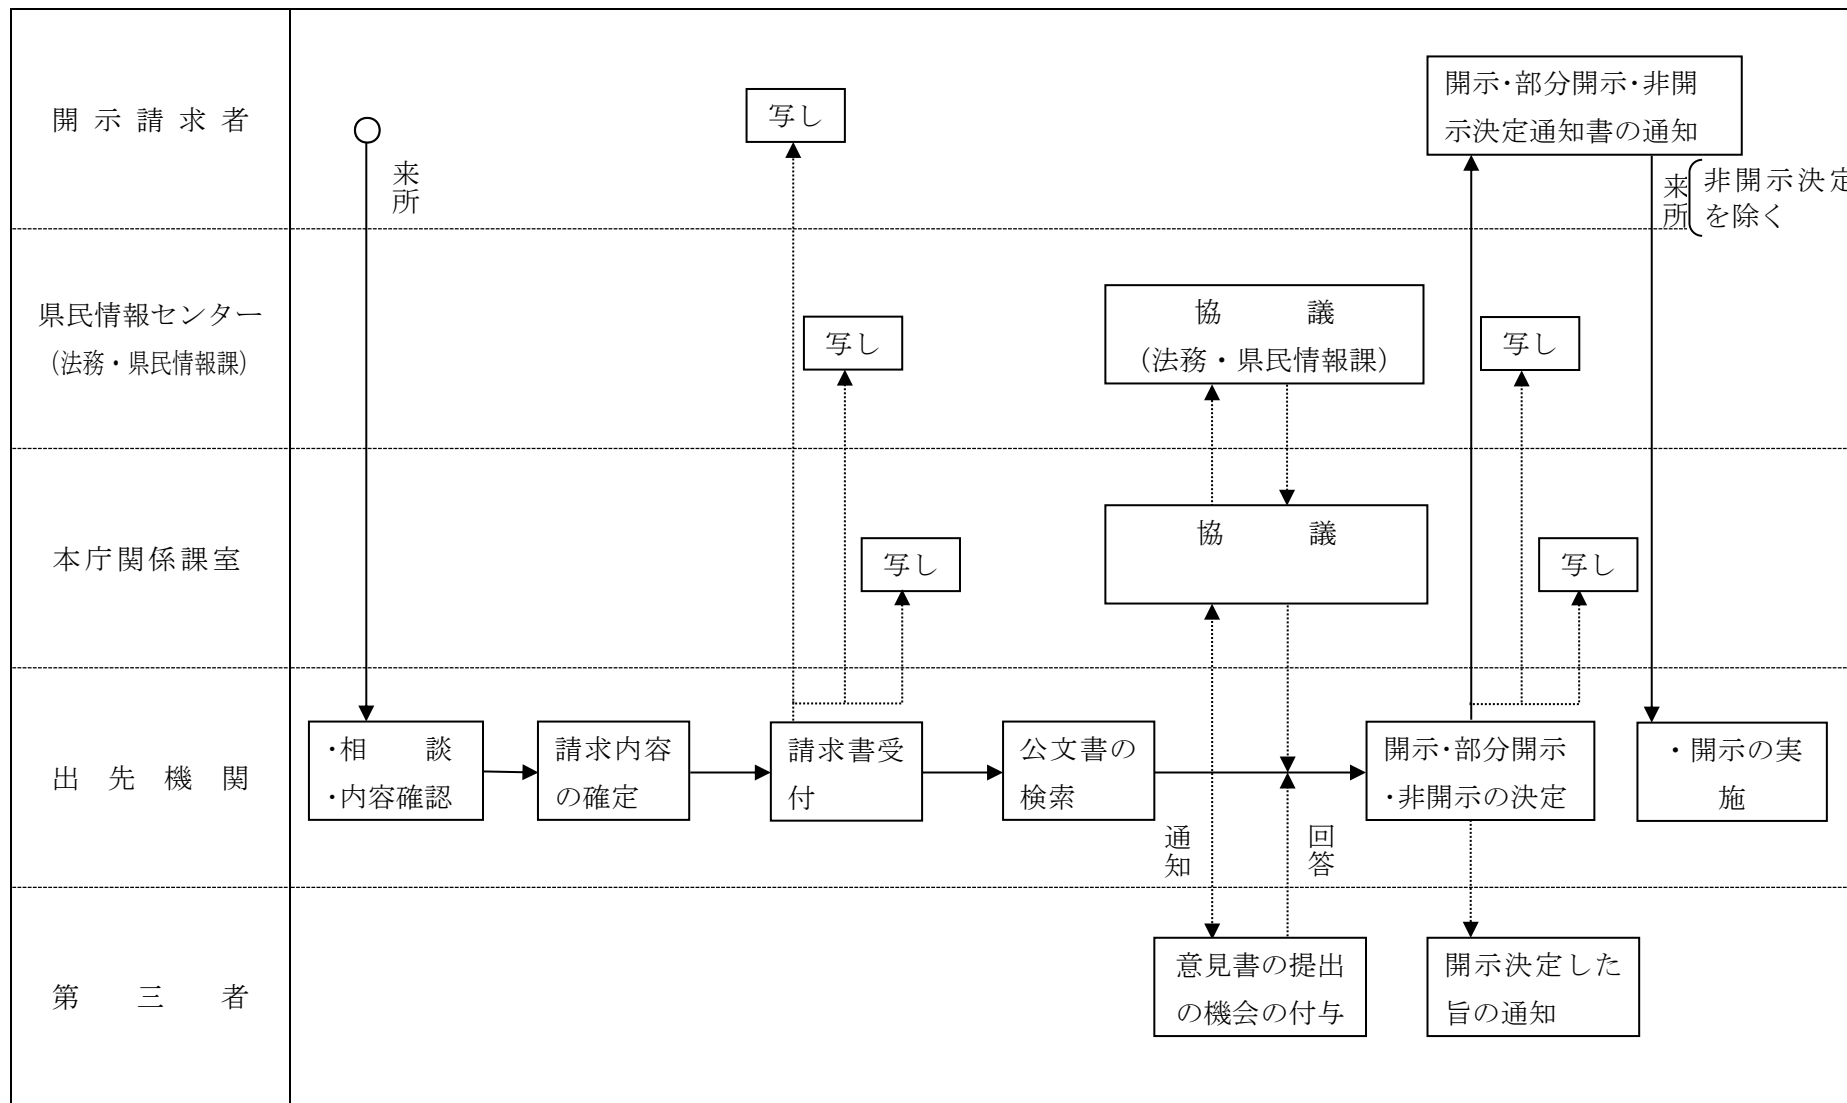 開示請求者
来所
写し
開示・部分開示・非開
示決定通知書の通知
来所
非開示決定
を除く
県民情報センター
（法務・県民情報課）
写し
協　　議
（法務・県民情報課）
写し
本庁関係課室
写し
協　　議
写し
出先機関
・相　　談
・内容確認
請求内容
の確定
請求書受
付
公文書の
検索
通知
回答
開示・部分開示
・非開示の決定
・開示の実
施
第三者
意見書の提出
の機会の付与
開示決定した
旨の通知